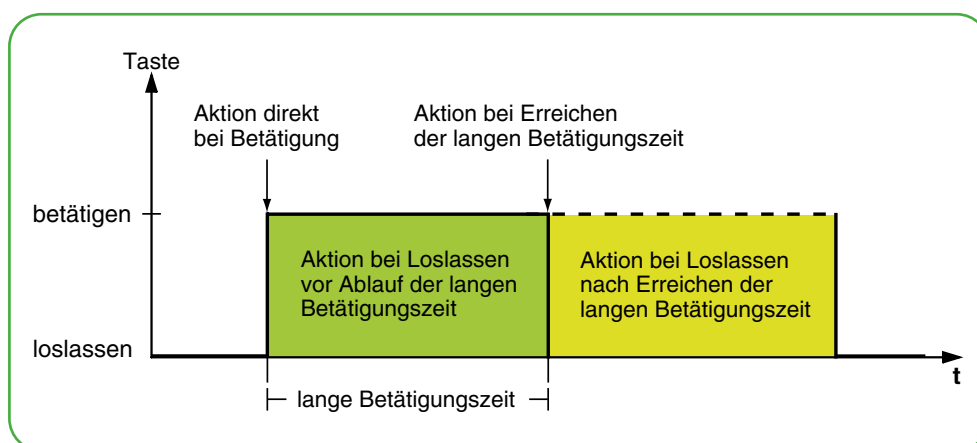 Taste
Aktion direkt
bei Betätigung
Aktion bei Erreichen
der langen Betätigungszeit
betätigen
Aktion bei Loslassen
vor Ablauf der langen
Betätigungszeit
Aktion bei Loslassen
nach Erreichen der
langen Betätigungszeit
loslassen
t
lange Betätigungszeit